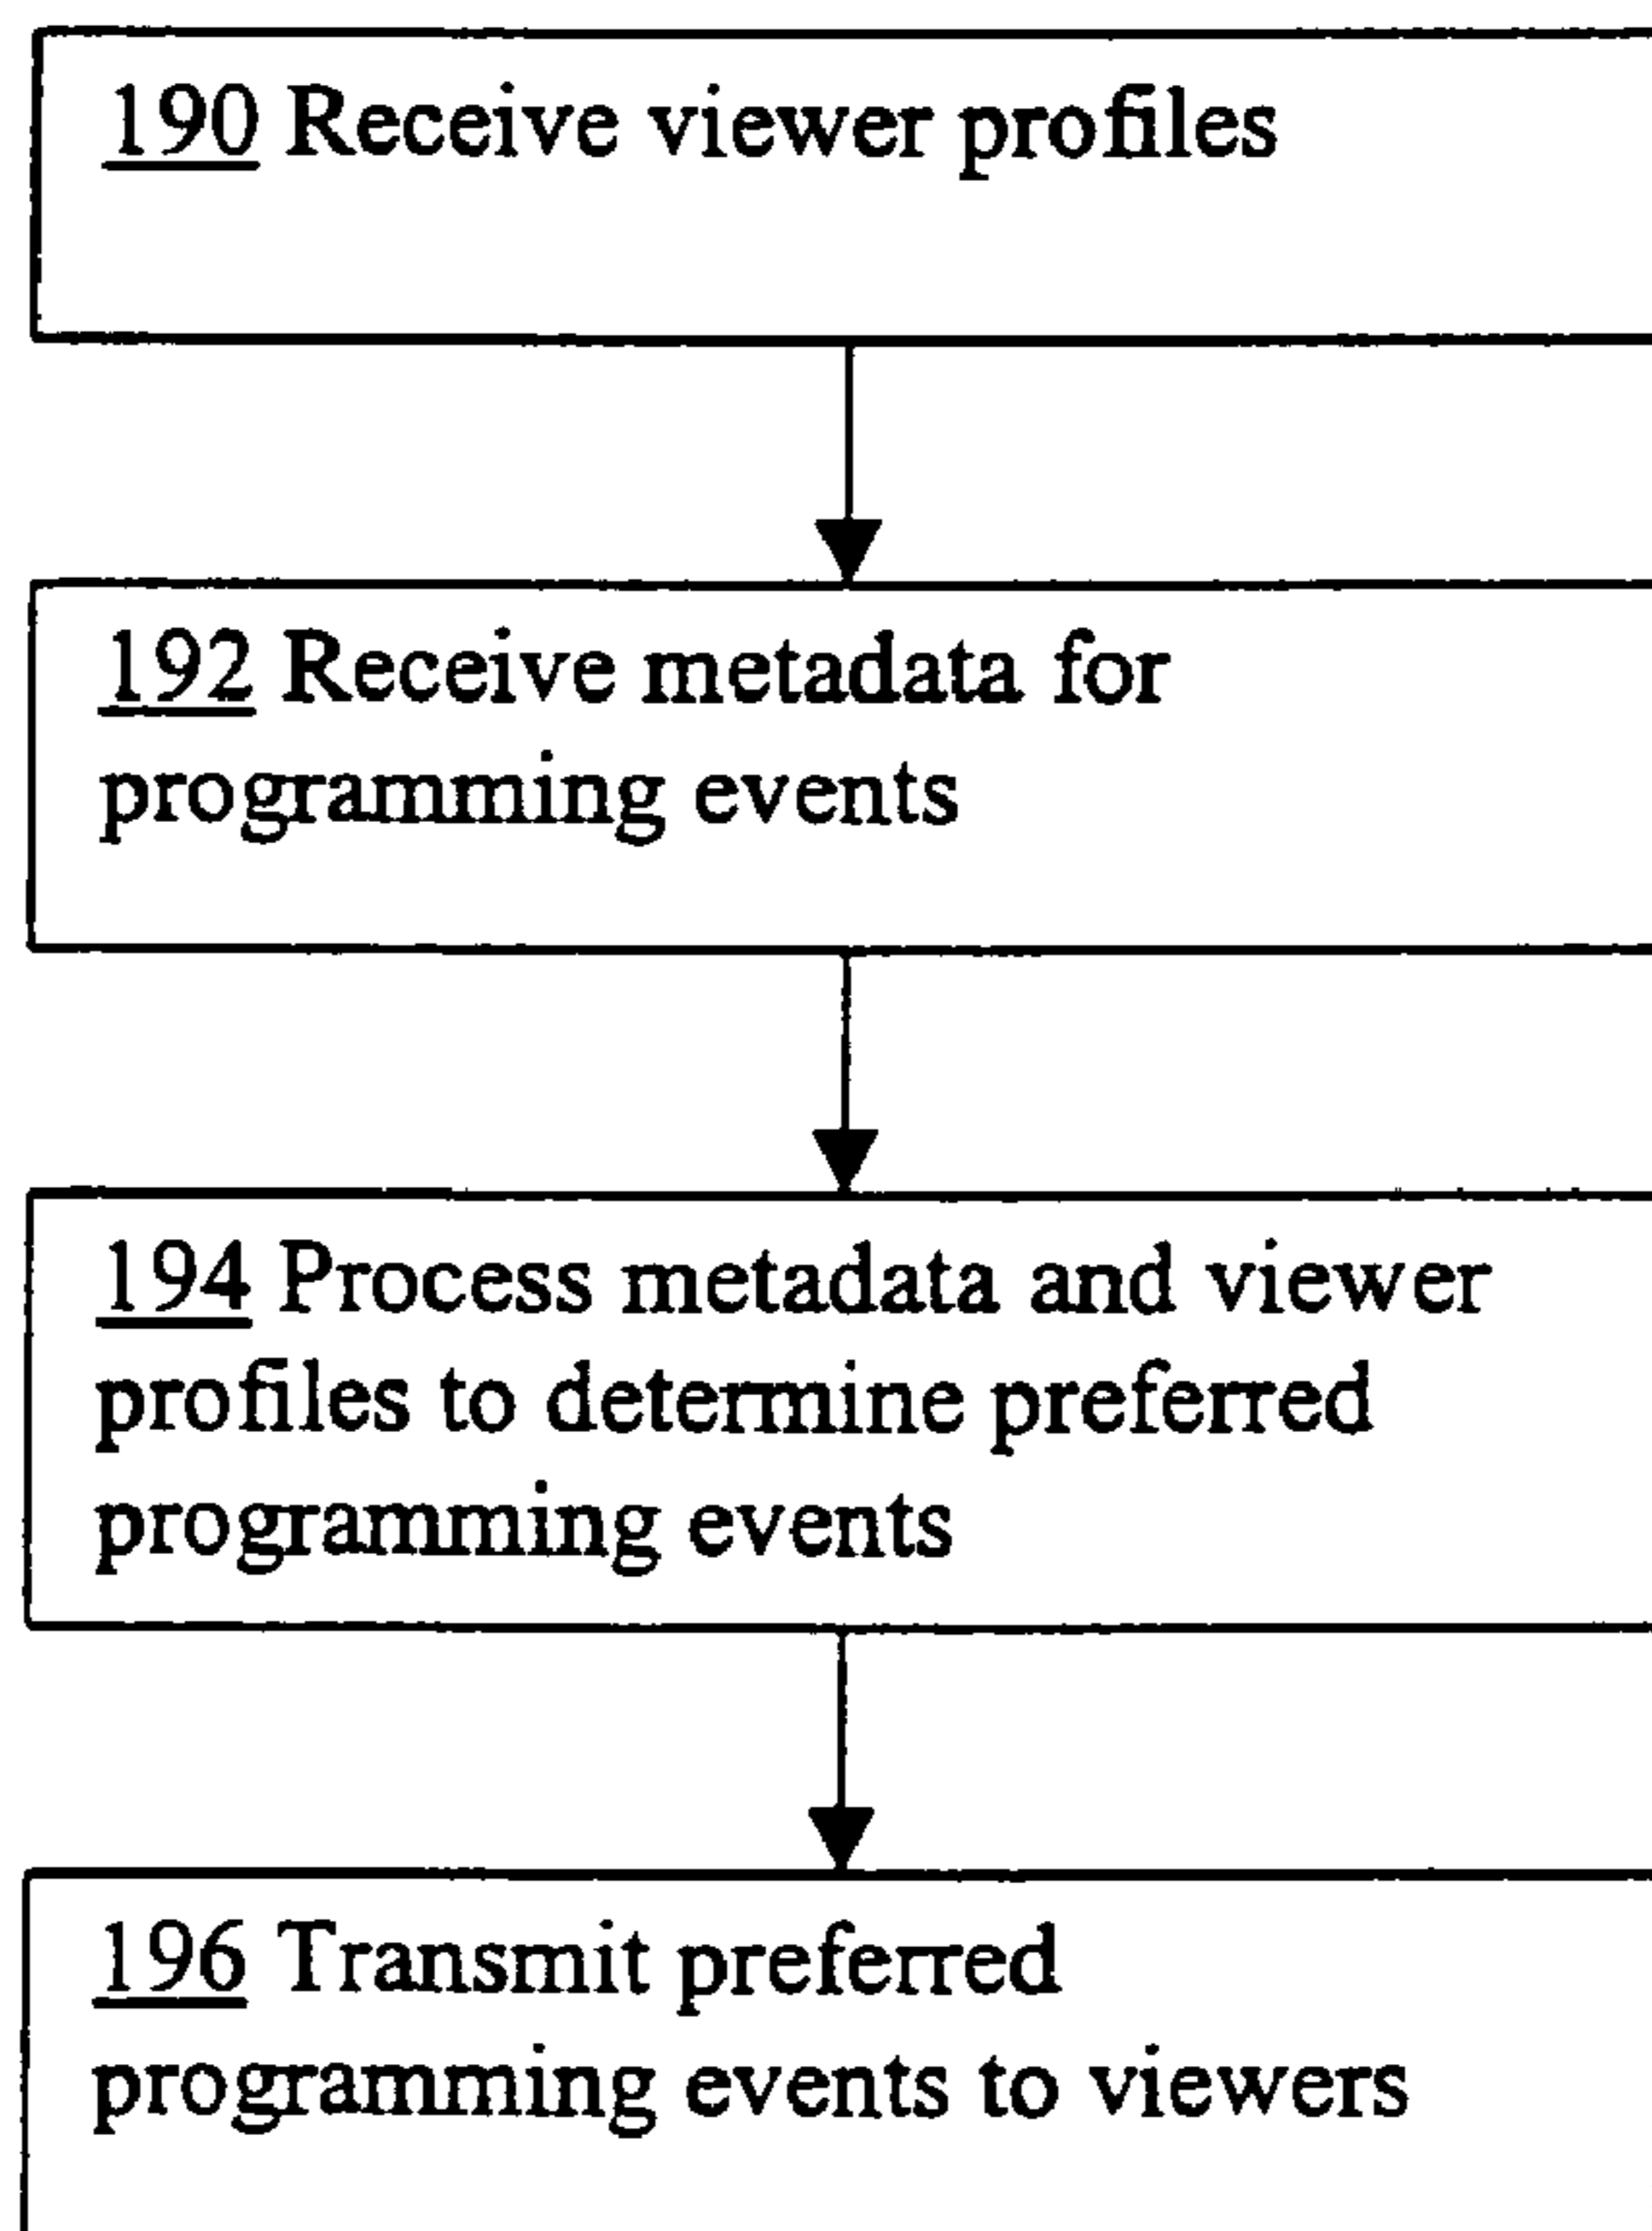 190 Receive viewer profiles
192 Receive metadata for
programming events
194 Process metadata and viewer
profiles to determine preferred
programming events
196 Transmit preferred
programming events to viewers